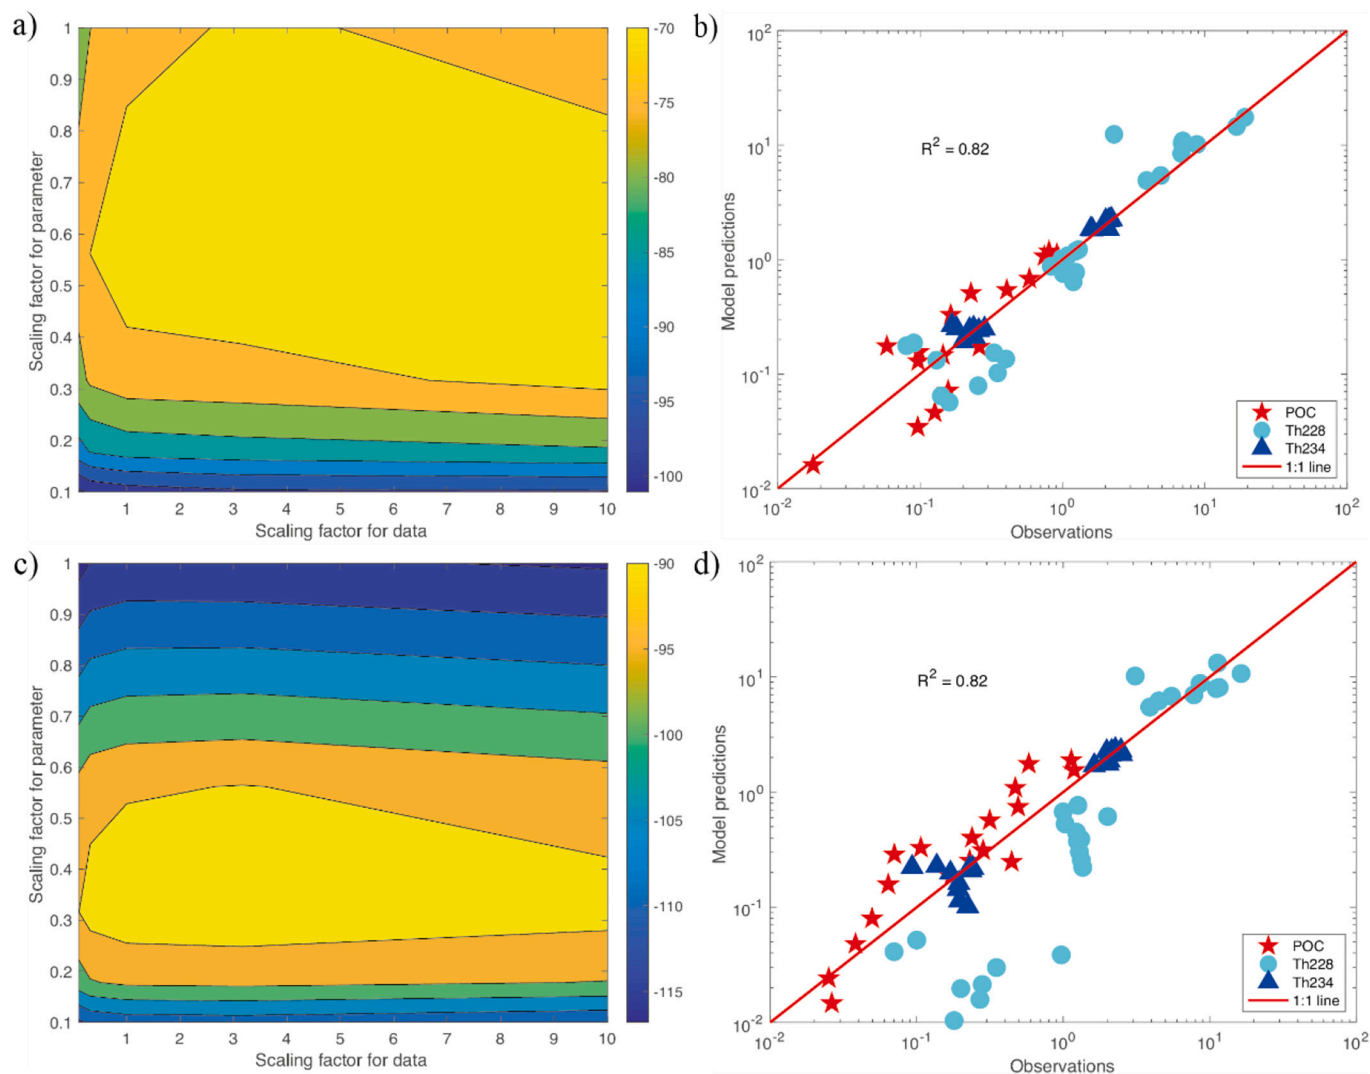 a)
1
0.9
0.8
0.7
0.6
0.5
0.4
0.3
0.2
0.1
Scaling factor for parameter
1 2 3 4 5 6 7 8 9 10
Scaling factor for data
-70
-75
-80
-85
-90
-95
-100
b)
10^2
10^1
10^0
10^-1
10^-2
Model predictions
R^2 = 0.82
POC
Th228
Th234
1:1 line
10^-2 10^-1 10^0 10^1 10^2
Observations
c)
1
0.9
0.8
0.7
0.6
0.5
0.4
0.3
0.2
0.1
Scaling factor for parameter
1 2 3 4 5 6 7 8 9 10
Scaling factor for data
-90
-95
-100
-105
-110
-115
d)
10^2
10^1
10^0
10^-1
10^-2
Model predictions
R^2 = 0.82
POC
Th228
Th234
1:1 line
10^-2 10^-1 10^0 10^1 10^2
Observations